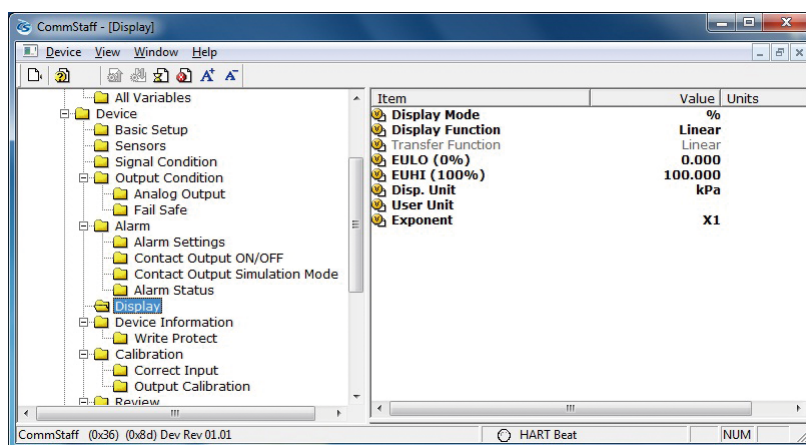 CommStaff - [Display]
Device View Window Help
All Variables
Device
Basic Setup
Sensors
Signal Condition
Output Condition
Analog Output
Fail Safe
Alarm
Alarm Settings
Contact Output ON/OFF
Contact Output Simulation Mode
Alarm Status
Display
Device Information
Write Protect
Calibration
Correct Input
Output Calibration
Review
Item Value Units
Display Mode %
Display Function Linear
Transfer Function Linear
EULO (0%) 0.000
EUHI (100%) 100.000
Disp. Unit kPa
User Unit
Exponent X1
CommStaff (0x36) (0x8d) Dev Rev 01.01 HART Beat NUM